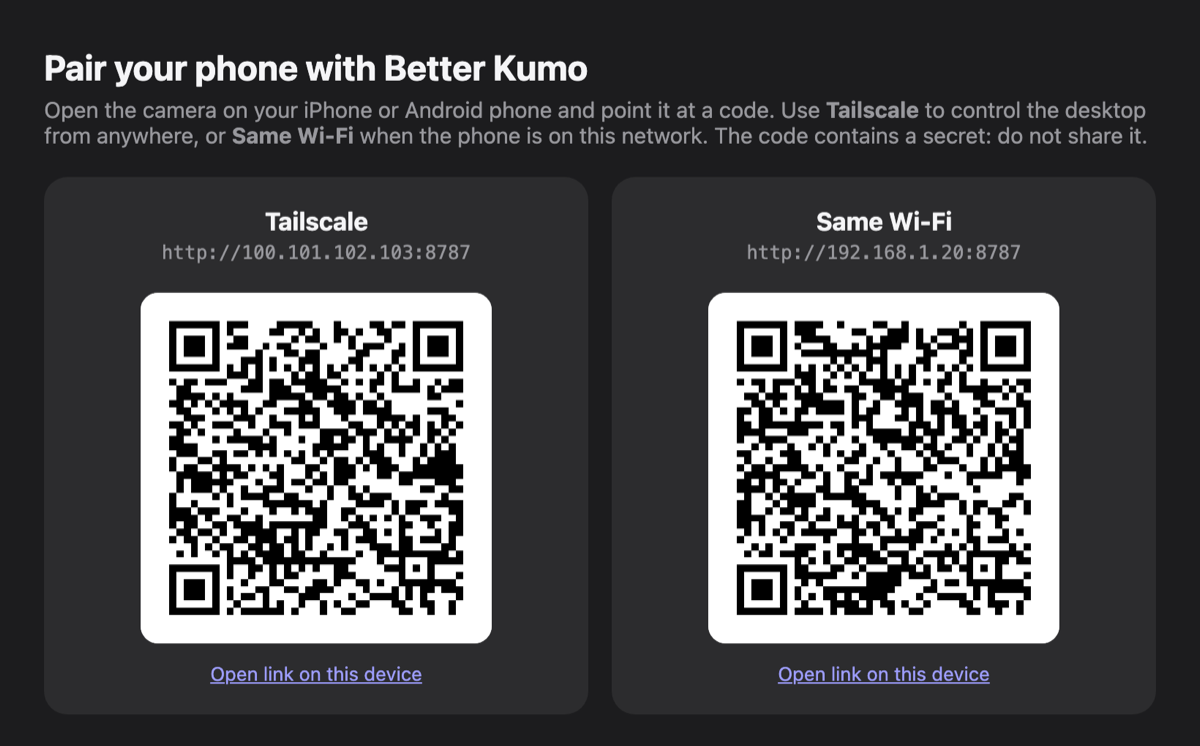 Pair your phone with Better Kumo
Open the camera on your iPhone or Android phone and point it at a code. Use Tailscale to control the desktop
from anywhere, or Same Wi-Fi when the phone is on this network. The code contains a secret: do not share it.
Tailscale
http://100.101.102.103:8787
Open link on this device
Same Wi-Fi
http://192.168.1.20:8787
Open link on this device